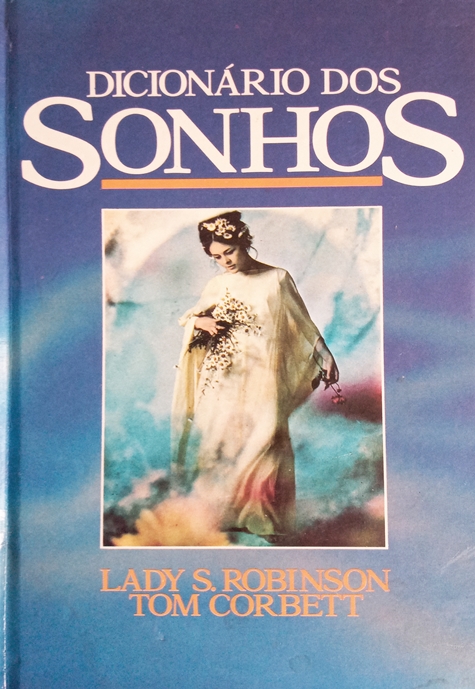 DICIONÁRIO DOS
SONHOS
LADY S. ROBINSON
TOM CORBETT